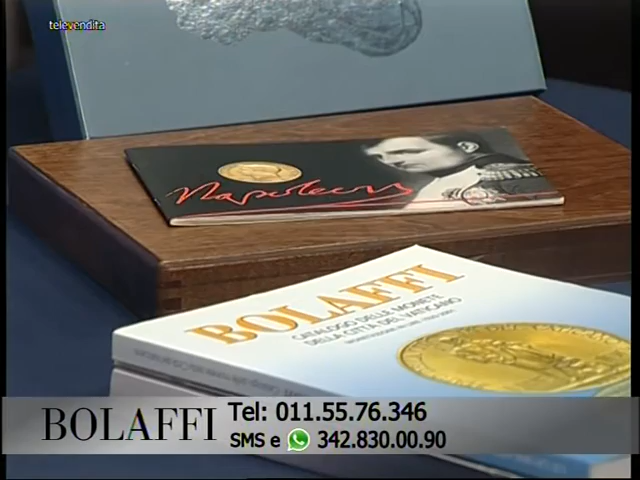 televendita
Napoleon
BOLAFFI
CATALOGO DELLE MONETE
DELLA CITTÀ DEL VATICANO
BOLAFFI
Tel: 011.55.76.346
SMS e 342.830.00.90